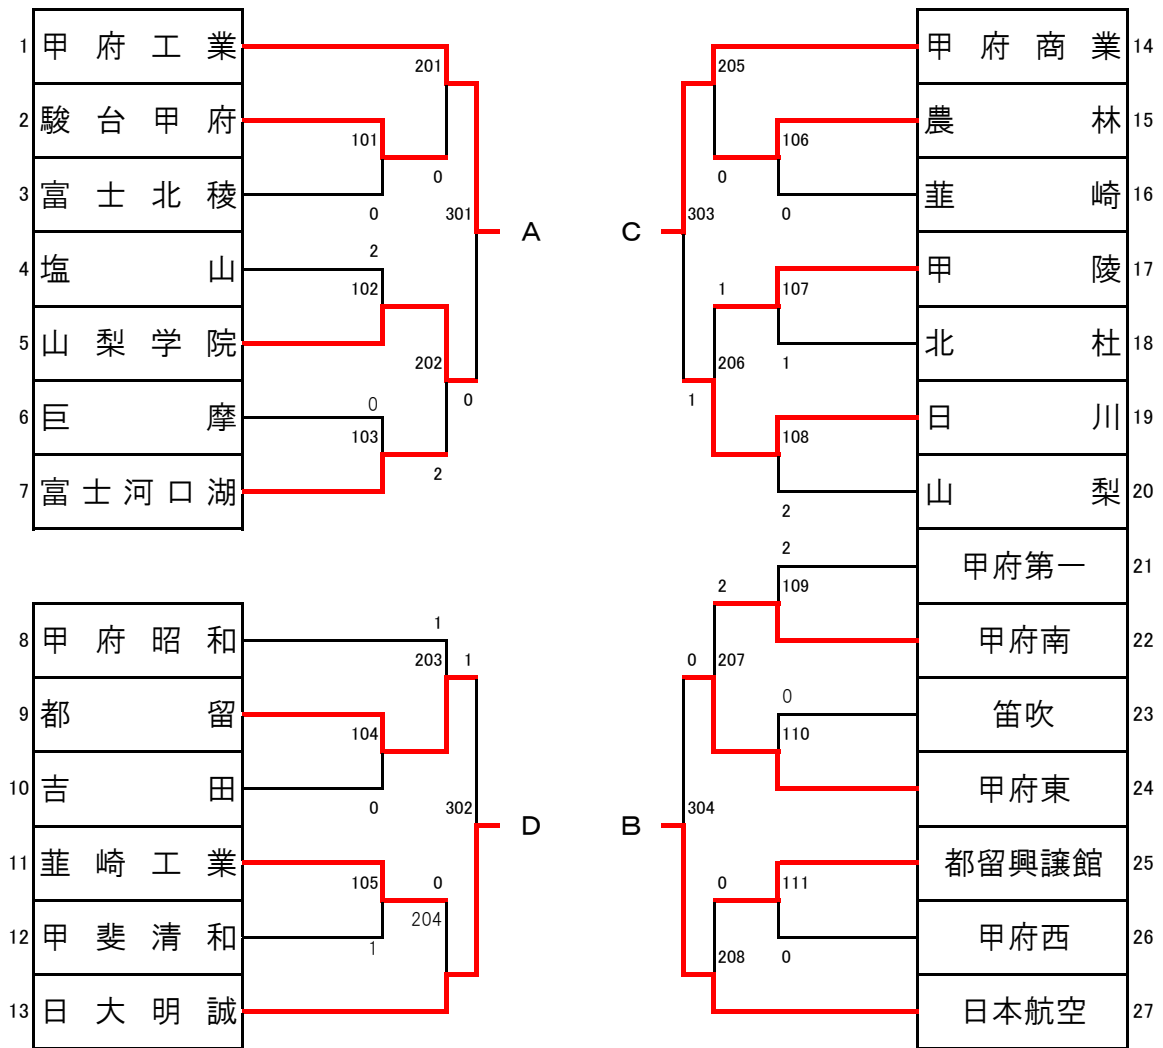 1 甲府工業
201
2 駿台甲府
101
0
3 富士北稜
0
301
A
4 塩山
2
102
5 山梨学院
202
0
6 巨摩
0
103
2
7 富士河口湖
8 甲府昭和
1
203
1
9 都留
104
10 吉田
0
302
D
11 韮崎工業
105
0
204
12 甲斐清和
1
13 日大明誠
甲府商業 14
205
農林 15
106
0
韮崎 16
0
303
C
甲陵 17
1
107
北杜 18
1
206
1
日川 19
108
山梨 20
2
甲府第一 21
2
109
2
甲府南 22
0
207
笛吹 23
0
110
甲府東 24
304
B
都留興譲館 25
0
111
甲府西 26
0
208
日本航空 27